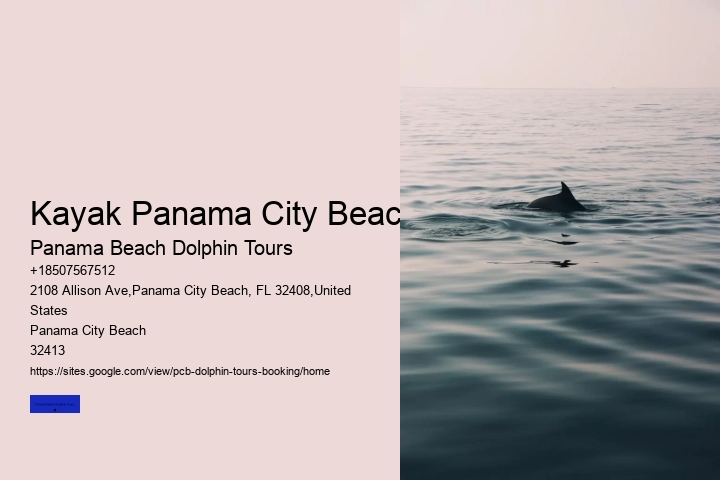 Kayak Panama City Beac
Panama Beach Dolphin Tours
+18507567512
2108 Allison Ave,Panama City Beach, FL 32408,United
States
Panama City Beach
32413
https://sites.google.com/view/pcb-dolphin-tours-booking/home